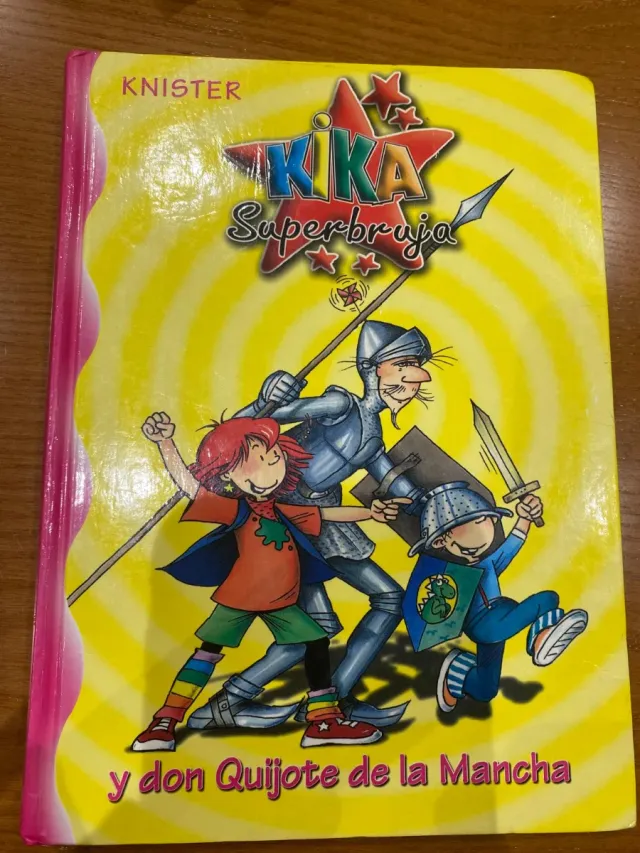 KNISTER
KIKA
Superbruja
y don Quijote de la Mancha